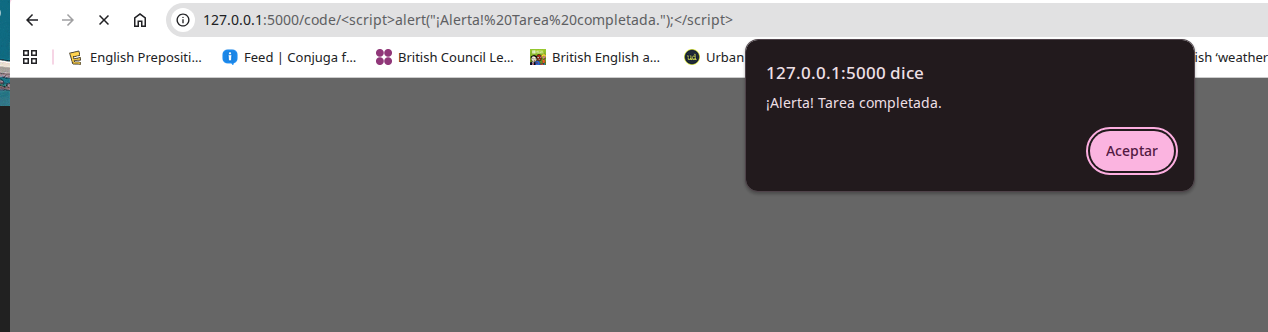 127.0.0.1:5000/code/<script>alert("¡Alerta!%20Tarea%20completada.");</script>
English Prepositi...
Feed | Conjuga f...
British Council Le...
British English a...
ud
Urban
ish ‘weather
127.0.0.1:5000 dice
¡Alerta! Tarea completada.
Aceptar